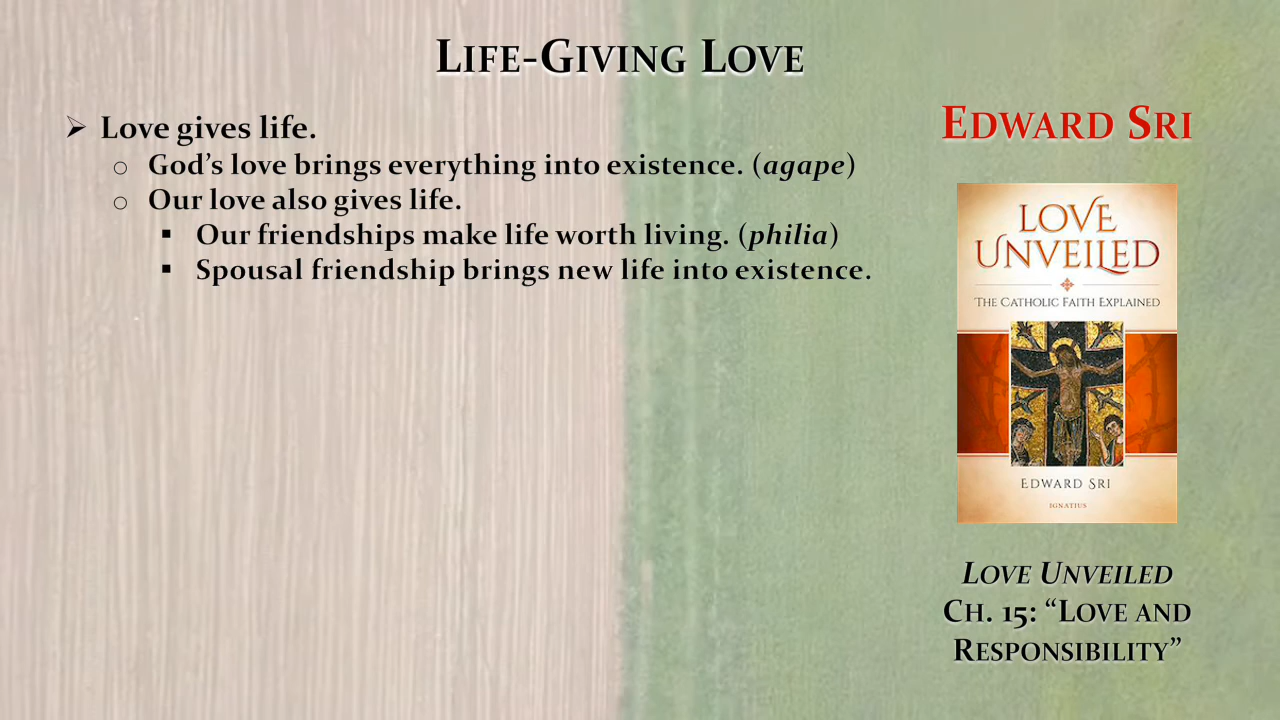 LIFE-GIVING LOVE
➢ Love gives life.
o God’s love brings everything into existence. (agape)
o Our love also gives life.
▪ Our friendships make life worth living. (philia)
▪ Spousal friendship brings new life into existence.
EDWARD SRI
LOVE
UNVEILED
THE CATHOLIC FAITH EXPLAINED
EDWARD SRI
IGNATIUS
LOVE UNVEILED
CH. 15: “LOVE AND
RESPONSIBILITY”